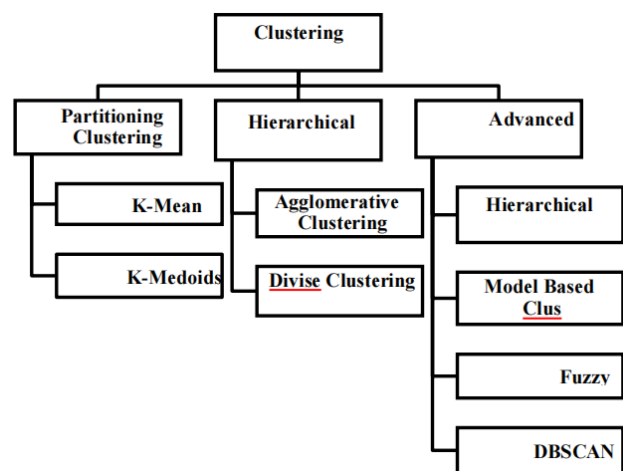 Clustering
Partitioning
Clustering
Hierarchical
Advanced
K-Mean
K-Medoids
Agglomerative
Clustering
Divise Clustering
Hierarchical
Model Based
Clus
Fuzzy
DBSCAN